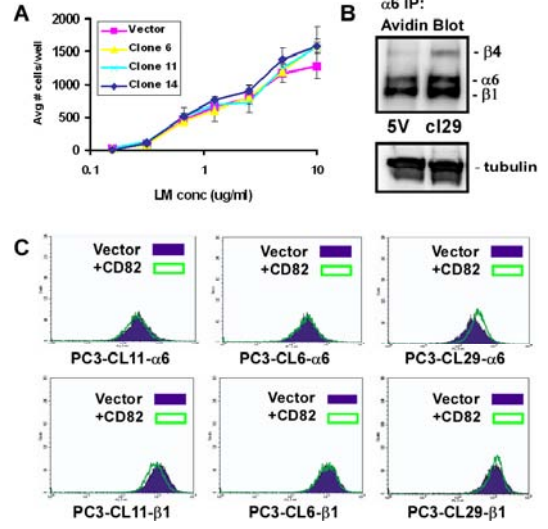 A
Avg # cells/well
2000
1500
1000
500
0
Vector
Clone 6
Clone 11
Clone 14
0.1
1
10
LM conc (ug/ml)
B
α6 IP:
Avidin Blot
- β4
- α6
- β1
5V cl29
- tubulin
C
Vector
+CD82
PC3-CL11-α6
Vector
+CD82
PC3-CL6-α6
Vector
+CD82
PC3-CL29-α6
Vector
+CD82
PC3-CL11-β1
Vector
+CD82
PC3-CL6-β1
Vector
+CD82
PC3-CL29-β1